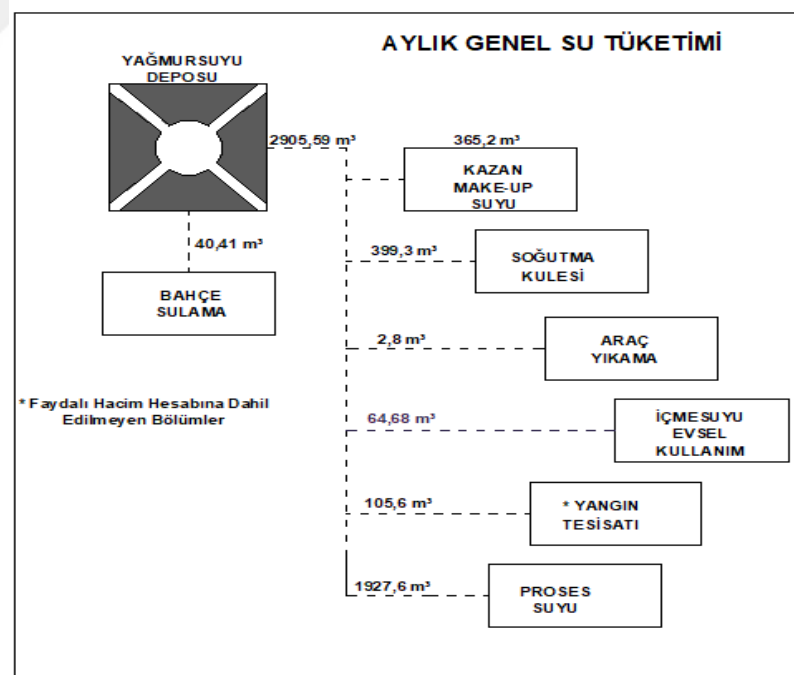 AYLIK GENEL SU TÜKETİMİ
YAĞMURSUYU
DEPOSU
2905,59 m³
365,2 m³
KAZAN
MAKE-UP
SUYU
40,41 m³
399,3 m³
SOĞUTMA
KULESİ
BAHÇE
SULAMA
2,8 m³
ARAÇ
YIKAMA
* Faydalı Hacim Hesabına Dahil
Edilmeyen Bölümler
64,68 m³
İÇMESUYU
EVSEL
KULLANIM
105,6 m³
* YANGIN
TESİSATI
1927,6 m³
PROSES
SUYU